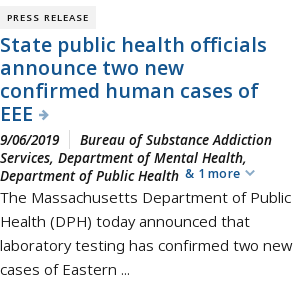 PRESS RELEASE
State public health officials
announce two new
confirmed human cases of
EEE
9/06/2019 Bureau of Substance Addiction
Services, Department of Mental Health,
Department of Public Health & 1 more
The Massachusetts Department of Public
Health (DPH) today announced that
laboratory testing has confirmed two new
cases of Eastern ...